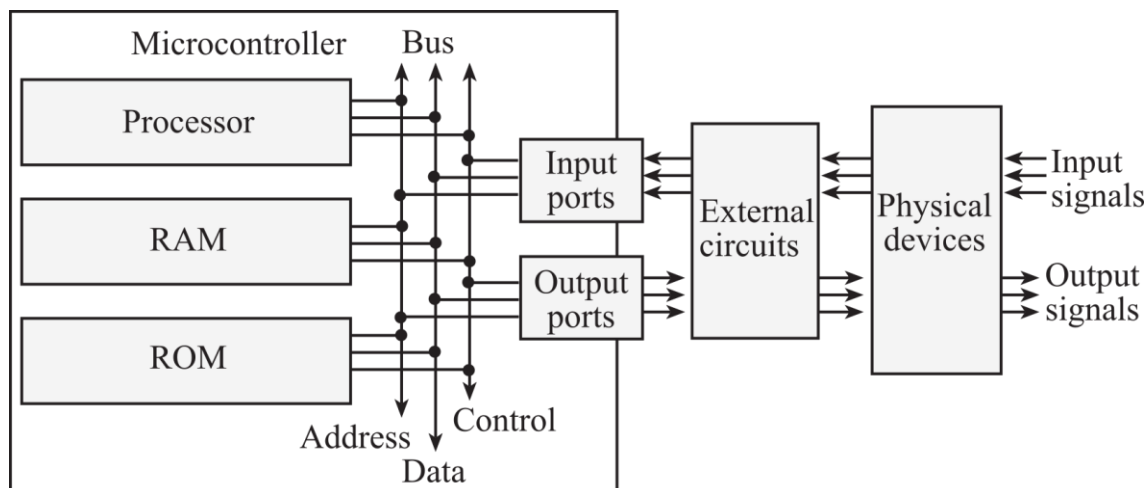 Microcontroller
Bus
Processor
RAM
ROM
Address
Data
Control
Input
ports
Output
ports
External
circuits
Physical
devices
Input
signals
Output
signals